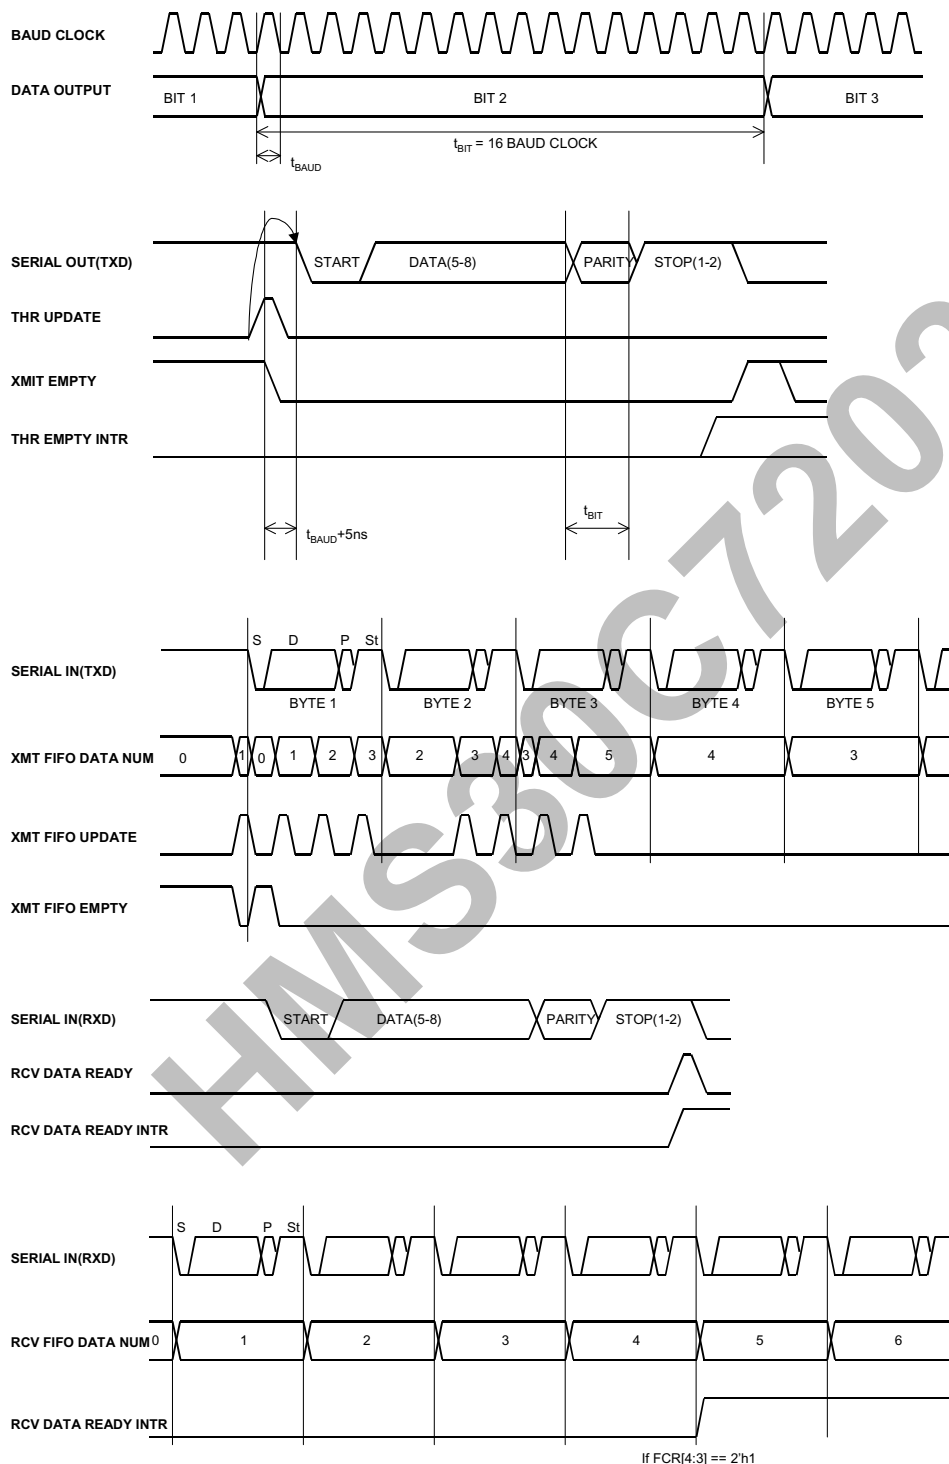 BAUD CLOCK
DATA OUTPUT
BIT 1 BIT 2 BIT 3
tBIT = 16 BAUD CLOCK
tBAUD
SERIAL OUT(TXD) START DATA(5-8) PARITY STOP(1-2)
THR UPDATE
XMIT EMPTY
THR EMPTY INTR
tBAUD+5ns tBIT
S D P St
SERIAL IN(TXD)
BYTE 1 BYTE 2 BYTE 3 BYTE 4 BYTE 5
XMT FIFO DATA NUM 0 1 0 1 2 3 2 3 4 3 4 5 4 3
XMT FIFO UPDATE
XMT FIFO EMPTY
SERIAL IN(RXD) START DATA(5-8) PARITY STOP(1-2)
RCV DATA READY
RCV DATA READY INTR
S D P St
SERIAL IN(RXD)
RCV FIFO DATA NUM 0 1 2 3 4 5 6
RCV DATA READY INTR
If FCR[4:3] == 2'h1
HMS30C7202